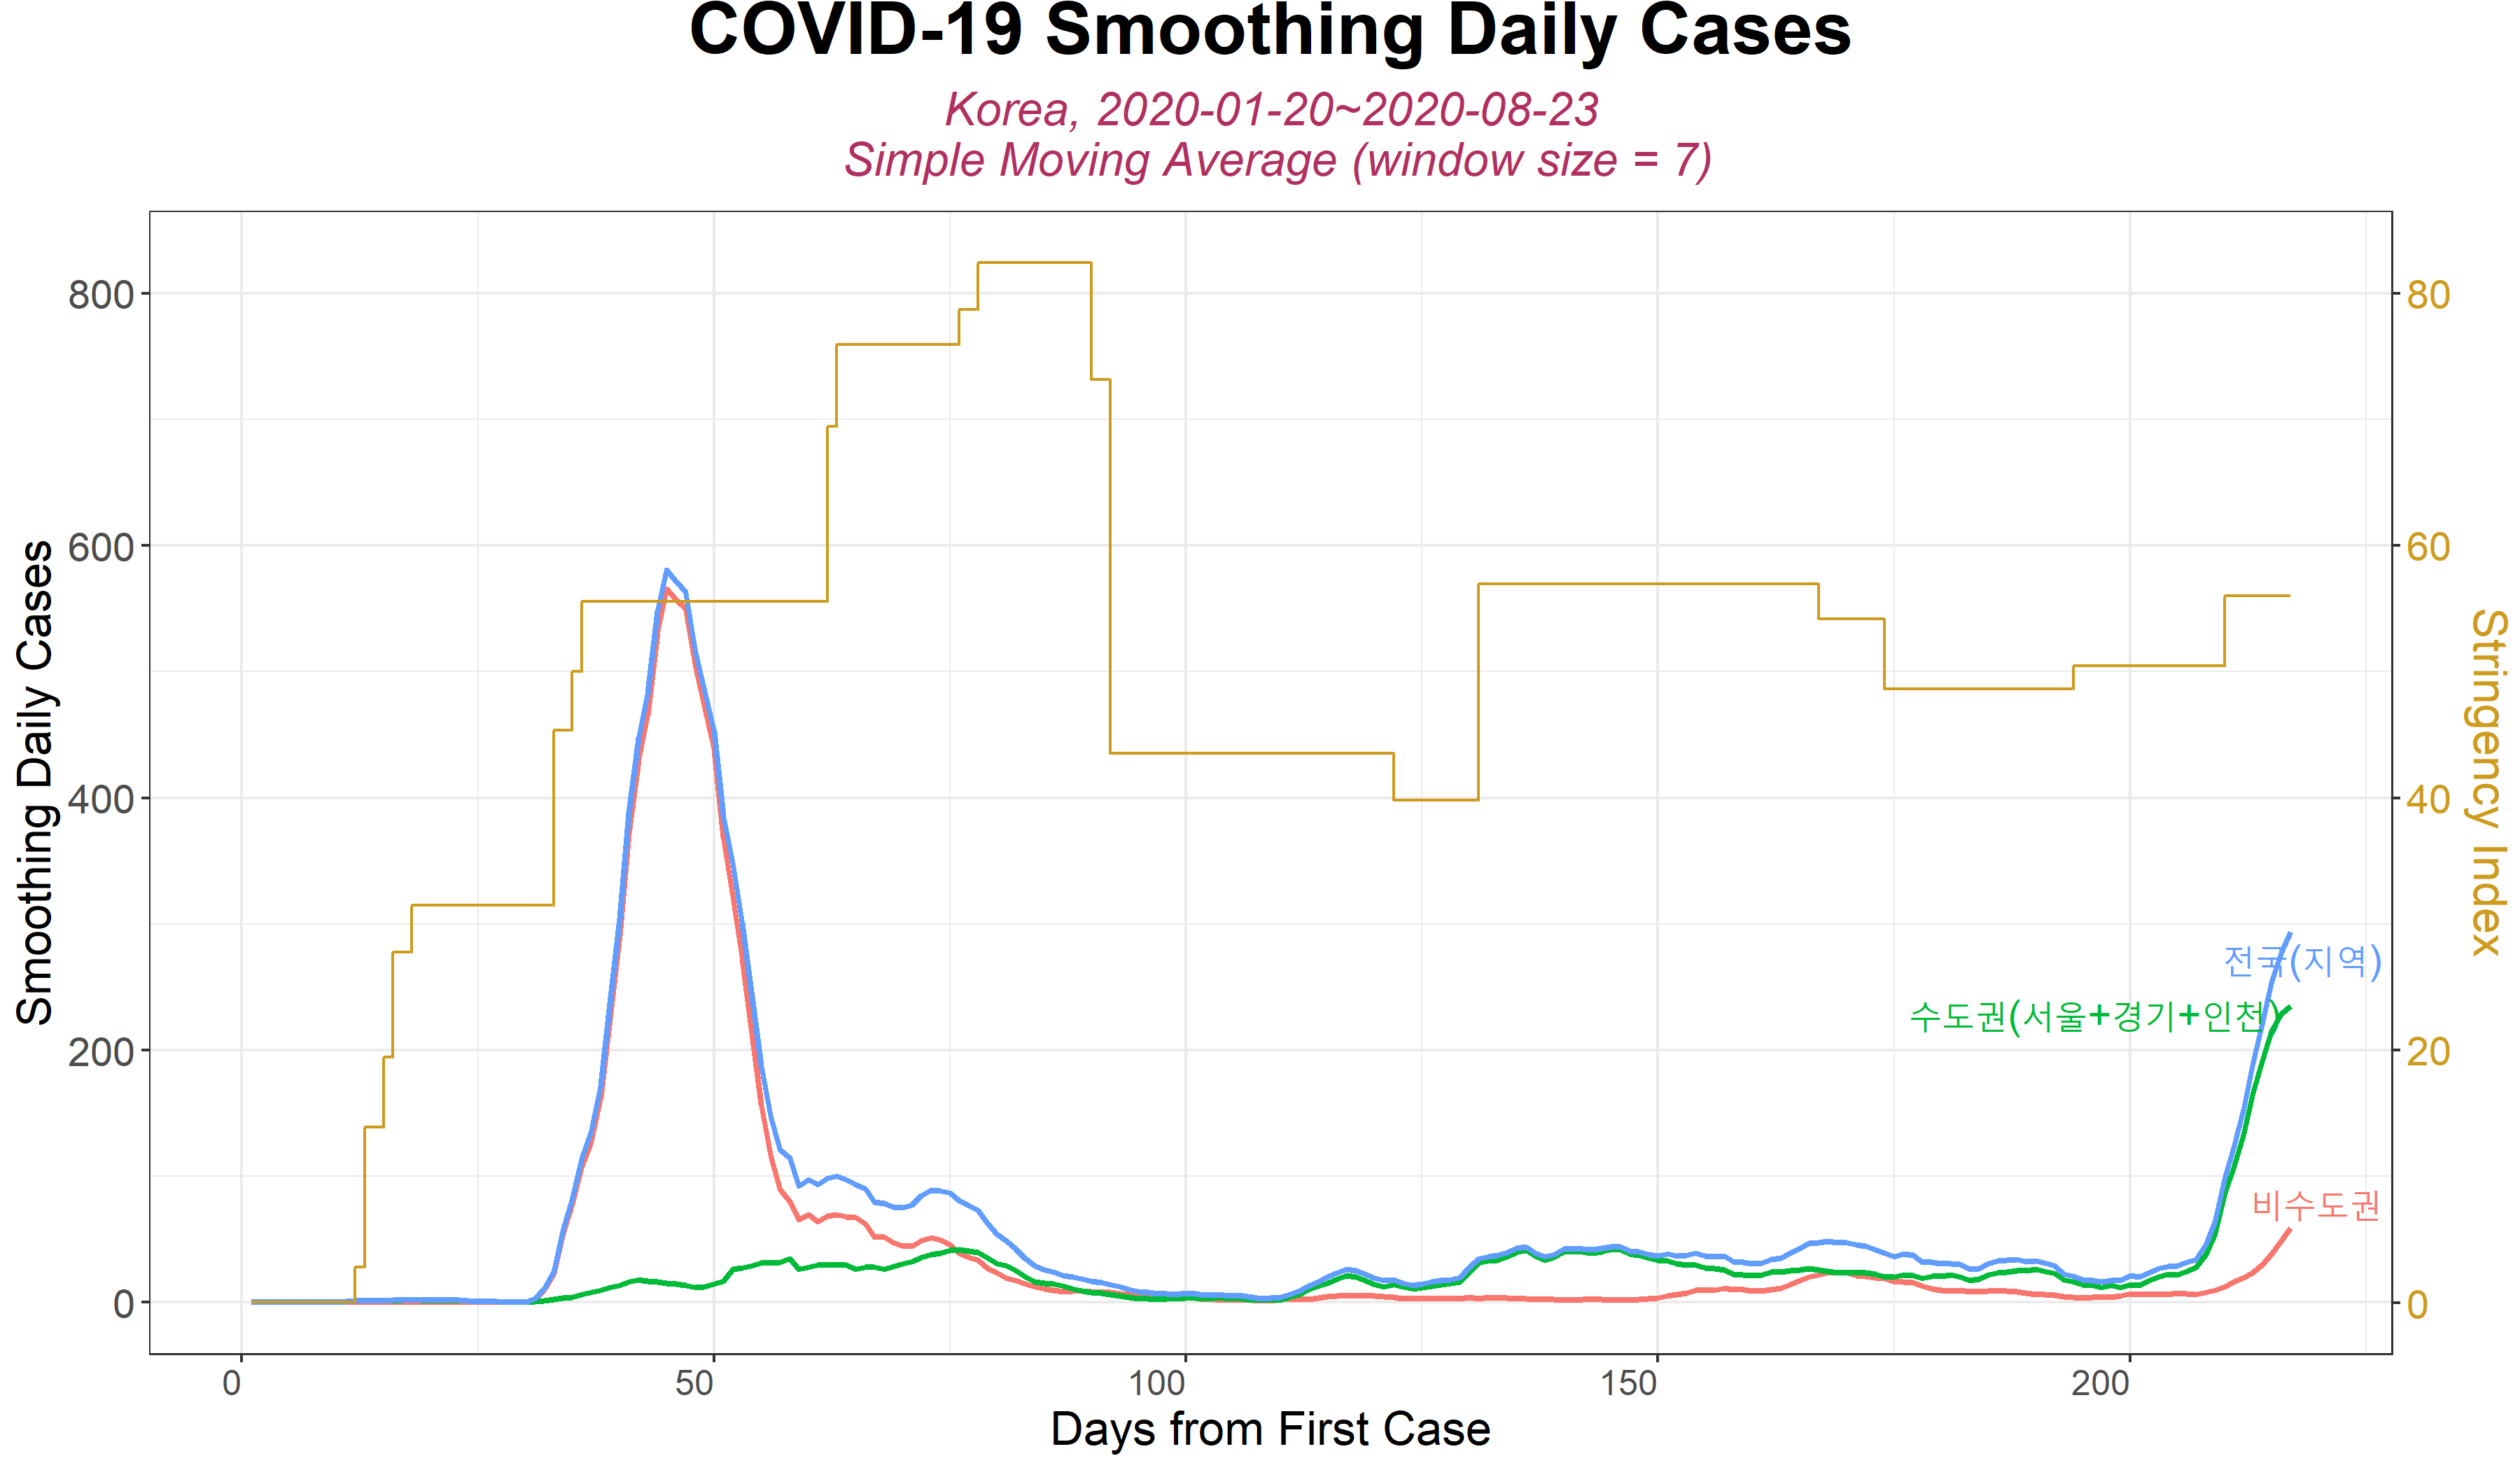 COVID-19 Smoothing Daily Cases
Korea, 2020-01-20~2020-08-23
Simple Moving Average (window size = 7)
Smoothing Daily Cases
800
600
400
200
0
80
60
40
20
0
Stringency Index
전국(지역)
수도권(서울+경기+인천)
비수도권
0
50
100
150
200
Days from First Case